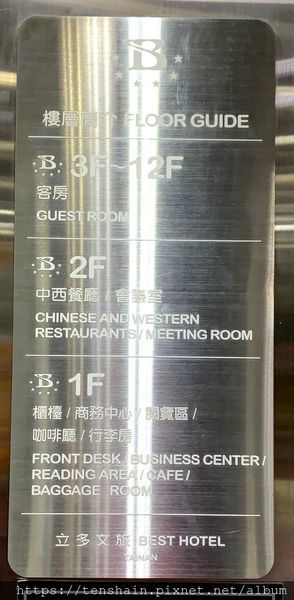 B
樓層簡介 FLOOR GUIDE
B 3F~12F
客房
GUEST ROOM
B 2F
中西餐廳 / 會議室
CHINESE AND WESTERN
RESTAURANTS / MEETING ROOM
B 1F
櫃檯 / 商務中心 / 閱覽區 /
咖啡廳 / 行李房
FRONT DESK / BUSINESS CENTER /
READING AREA / CAFE /
BAGGAGE ROOM
立多文旅 BEST HOTEL
TAINAN
https://tenshain.pixnet.net/album